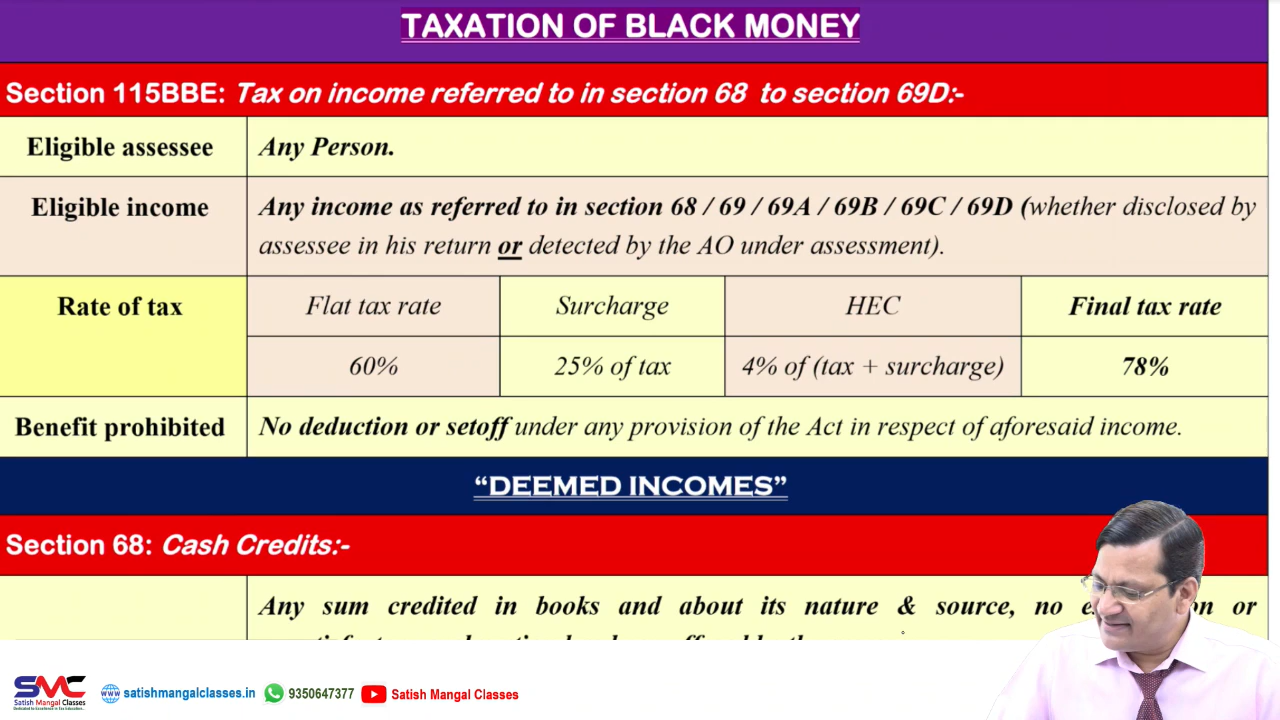 TAXATION OF BLACK MONEY
Section 115BBE: Tax on income referred to in section 68 to section 69D:-
Eligible assessee
Any Person.
Eligible income
Any income as referred to in section 68 / 69 / 69A / 69B / 69C / 69D (whether disclosed by
assessee in his return or detected by the AO under assessment).
Rate of tax
Flat tax rate
Surcharge
HEC
Final tax rate
60%
25% of tax
4% of (tax + surcharge)
78%
Benefit prohibited
No deduction or setoff under any provision of the Act in respect of aforesaid income.
“DEEMED INCOMES”
Section 68: Cash Credits:-
Any sum credited in books and about its nature & source, no or
SMC
Satish Mangal Classes
satishmangalclasses.in
9350647377
Satish Mangal Classes